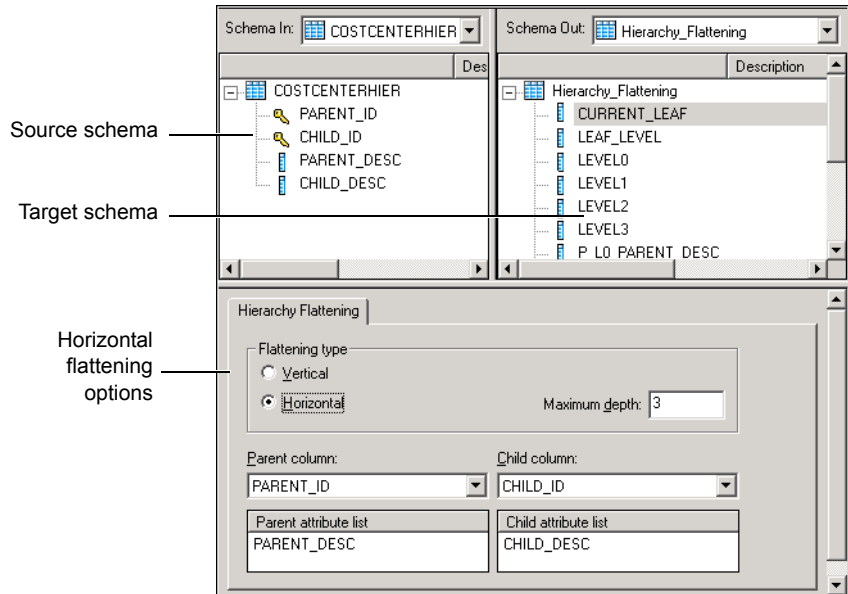 Schema In: COSTCENTERHIER
Schema Out: Hierarchy_Flattening
Des
Description
COSTCENTERHIER
PARENT_ID
CHILD_ID
PARENT_DESC
CHILD_DESC
Hierarchy_Flattening
CURRENT_LEAF
LEAF_LEVEL
LEVEL0
LEVEL1
LEVEL2
LEVEL3
P_L0_PARENT_DESC
Source schema
Target schema
Horizontal
flattening
options
Hierarchy Flattening
Flattening type
Vertical
Horizontal
Maximum depth: 3
Parent column:
Child column:
PARENT_ID
CHILD_ID
Parent attribute list
Child attribute list
PARENT_DESC
CHILD_DESC